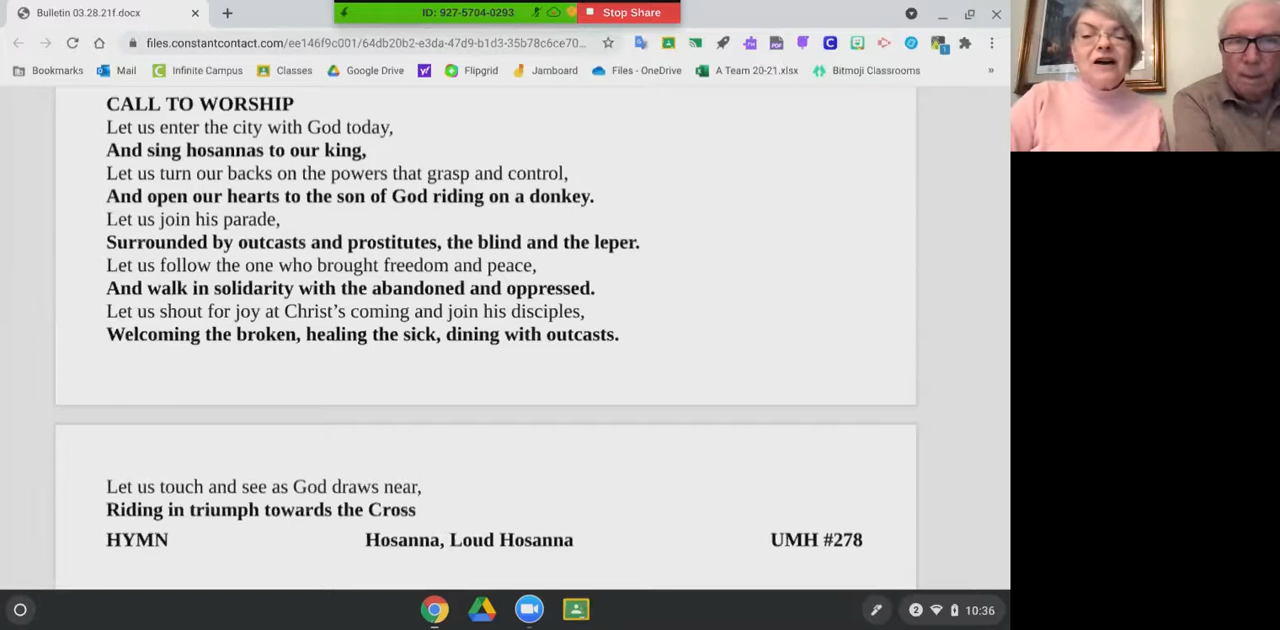 Bulletin 03.28.21f.docx
ID: 927-5704-0293
Stop Share
files.constantcontact.com/ee146f9c001/64db20b2-e3da-47d9-b1d3-35b78c6ce70...
Bookmarks Mail Infinite Campus Classes Google Drive Flipgrid Jamboard Files - OneDrive A Team 20-21.xlsx Bitmoji Classrooms »
CALL TO WORSHIP
Let us enter the city with God today,
And sing hosannas to our king,
Let us turn our backs on the powers that grasp and control,
And open our hearts to the son of God riding on a donkey.
Let us join his parade,
Surrounded by outcasts and prostitutes, the blind and the leper.
Let us follow the one who brought freedom and peace,
And walk in solidarity with the abandoned and oppressed.
Let us shout for joy at Christ’s coming and join his disciples,
Welcoming the broken, healing the sick, dining with outcasts.
Let us touch and see as God draws near,
Riding in triumph towards the Cross
HYMN Hosanna, Loud Hosanna UMH #278
2 10:36